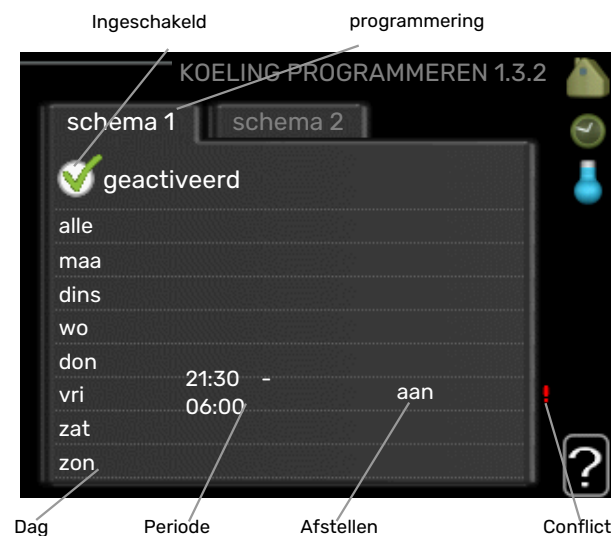 Ingeschakeld programmering
KOELING PROGRAMMEREN 1.3.2
schema 1 schema 2
geactiveerd
alle
maa
dins
wo
don
vri 21:30 - 06:00 aan !
zat
zon
?
Dag Periode Afstellen Conflict